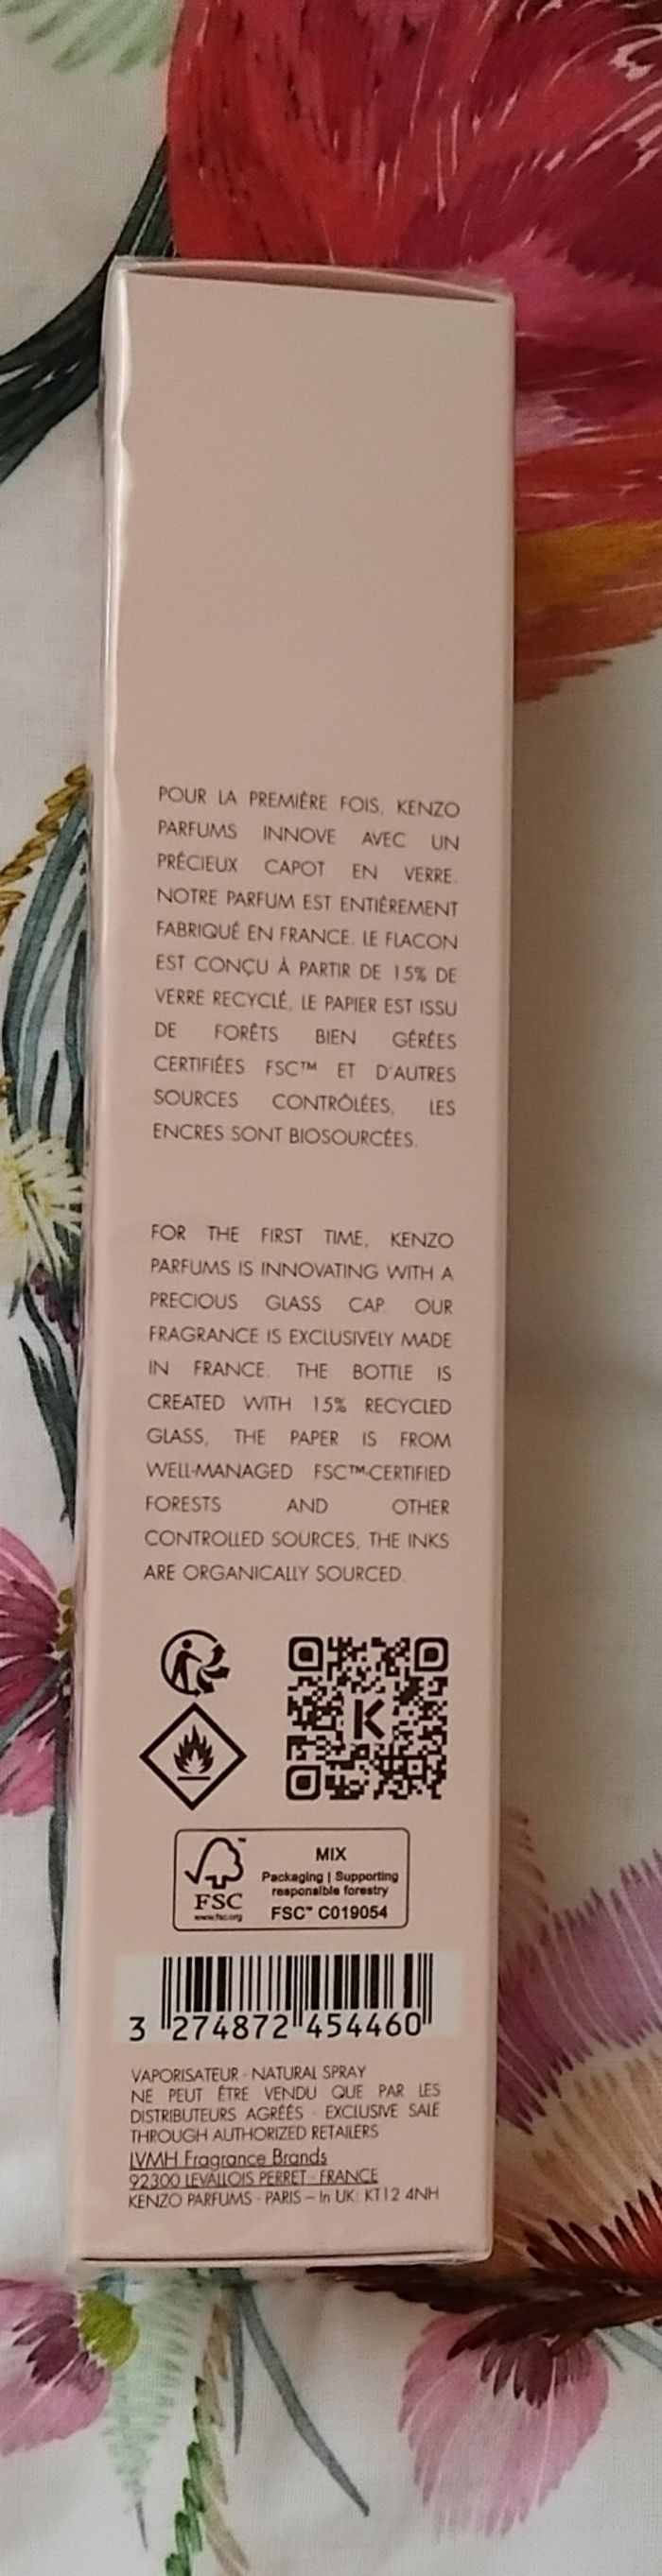 POUR LA PREMIÈRE FOIS, KENZO
PARFUMS INNOVE AVEC UN
PRÉCIEUX CAPOT EN VERRE.
NOTRE PARFUM EST ENTIÈREMENT
FABRIQUÉ EN FRANCE. LE FLACON
EST CONÇU À PARTIR DE 15% DE
VERRE RECYCLÉ, LE PAPIER EST ISSU
DE FORÊTS BIEN GÉRÉES
CERTIFIÉES FSC™ ET D'AUTRES
SOURCES CONTRÔLÉES, LES
ENCRES SONT BIOSOURCÉES.
FOR THE FIRST TIME, KENZO
PARFUMS IS INNOVATING WITH A
PRECIOUS GLASS CAP. OUR
FRAGRANCE IS EXCLUSIVELY MADE
IN FRANCE. THE BOTTLE IS
CREATED WITH 15% RECYCLED
GLASS, THE PAPER IS FROM
WELL-MANAGED FSC™-CERTIFIED
FORESTS AND OTHER
CONTROLLED SOURCES, THE INKS
ARE ORGANICALLY SOURCED.
K
FSC
www.fsc.org
MIX
Packaging | Supporting
responsible forestry
FSC™ C019054
3 274872 454460
VAPORISATEUR - NATURAL SPRAY
NE PEUT ÊTRE VENDU QUE PAR LES
DISTRIBUTEURS AGRÉÉS - EXCLUSIVE SALE
THROUGH AUTHORIZED RETAILERS
LVMH Fragrance Brands
92300 LEVALLOIS PERRET - FRANCE
KENZO PARFUMS - PARIS – In UK: KT12 4NH